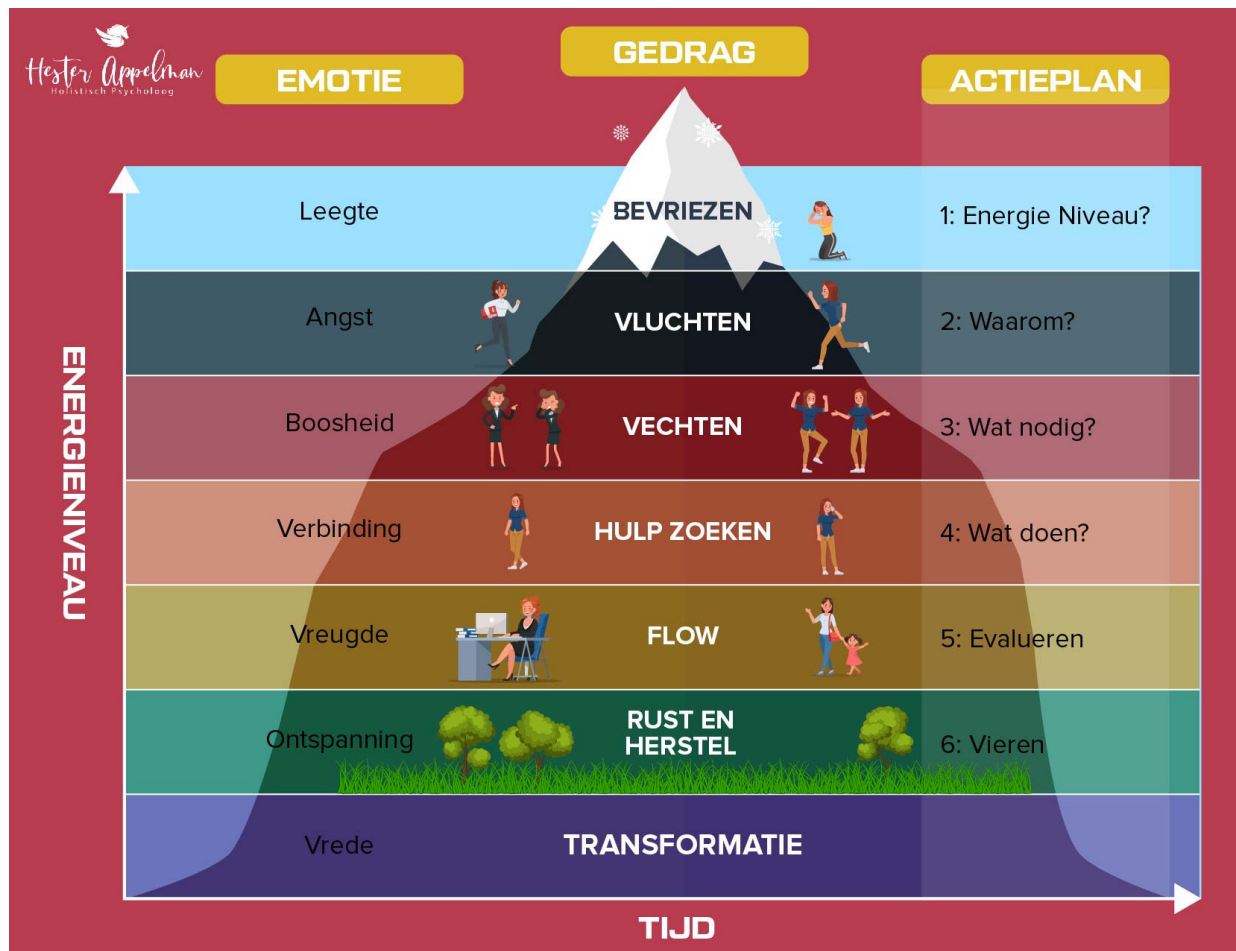 Hester Appelman
Holistisch Psycholoog
EMOTIE
GEDRAG
ACTIEPLAN
ENERGIENIVEAU
Leegte
BEVRIEZEN
1: Energie Niveau?
Angst
VLUCHTEN
2: Waarom?
Boosheid
VECHTEN
3: Wat nodig?
Verbinding
HULP ZOEKEN
4: Wat doen?
Vreugde
FLOW
5: Evalueren
Ontspanning
RUST EN
HERSTEL
6: Vieren
Vrede
TRANSFORMATIE
TIJD